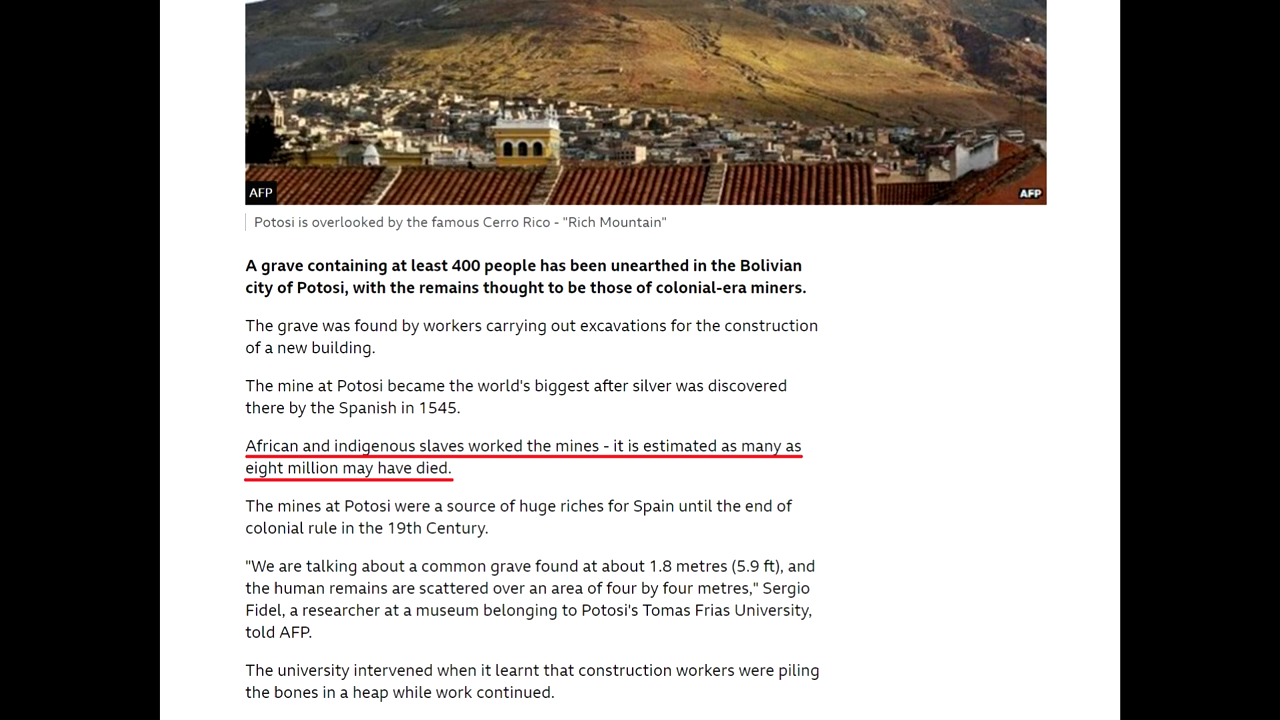 AFP
AFP
Potosi is overlooked by the famous Cerro Rico - "Rich Mountain"
A grave containing at least 400 people has been unearthed in the Bolivian
city of Potosi, with the remains thought to be those of colonial-era miners.
The grave was found by workers carrying out excavations for the construction
of a new building.
The mine at Potosi became the world's biggest after silver was discovered
there by the Spanish in 1545.
African and indigenous slaves worked the mines - it is estimated as many as
eight million may have died.
The mines at Potosi were a source of huge riches for Spain until the end of
colonial rule in the 19th Century.
"We are talking about a common grave found at about 1.8 metres (5.9 ft), and
the human remains are scattered over an area of four by four metres," Sergio
Fidel, a researcher at a museum belonging to Potosi's Tomas Frias University,
told AFP.
The university intervened when it learnt that construction workers were piling
the bones in a heap while work continued.